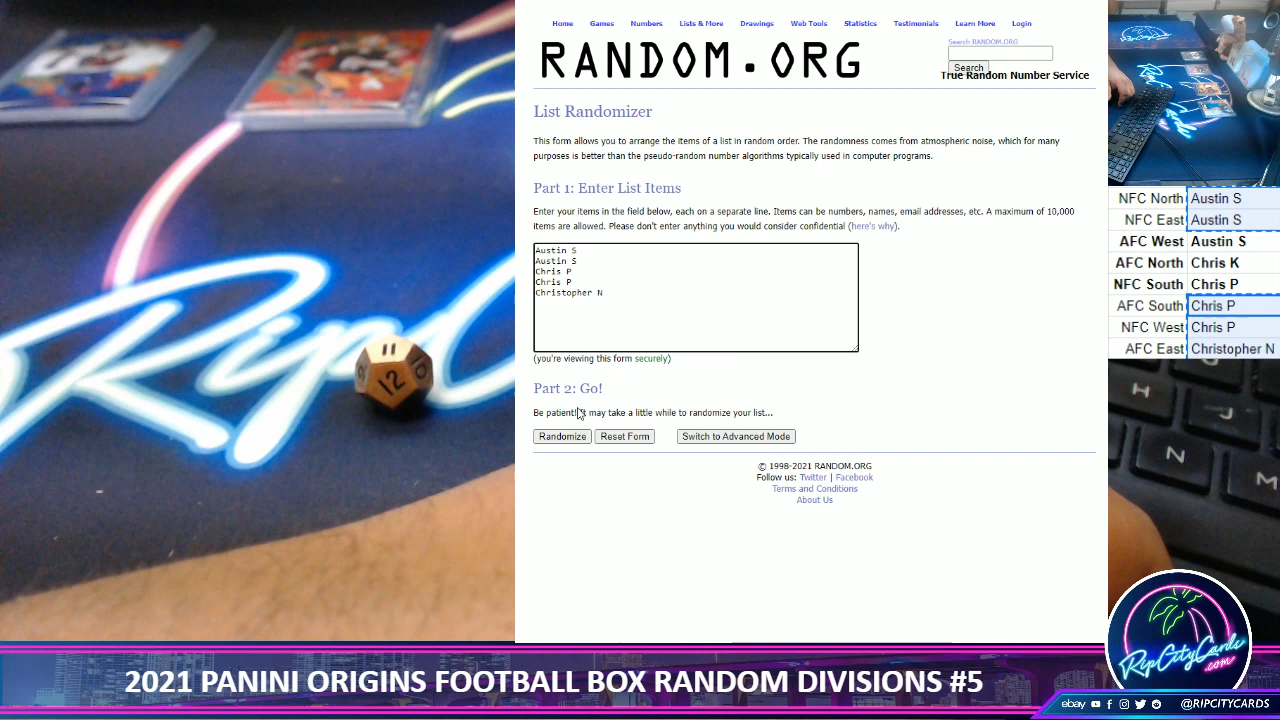 Home Games Numbers Lists & More Drawings Web Tools Statistics Testimonials Learn More Login
RANDOM.ORG
Search RANDOM.ORG
Search
True Random Number Service
List Randomizer
This form allows you to arrange the items of a list in random order. The randomness comes from atmospheric noise, which for many
purposes is better than the pseudo-random number algorithms typically used in computer programs.
Part 1: Enter List Items
Enter your items in the field below, each on a separate line. Items can be numbers, names, email addresses, etc. A maximum of 10,000
items are allowed. Please don't enter anything you would consider confidential (here's why).
Austin S
Austin S
Chris P
Chris P
Christopher N
(you're viewing this form securely)
Part 2: Go!
Be patient! It may take a little while to randomize your list...
Randomize Reset Form Switch to Advanced Mode
© 1998-2021 RANDOM.ORG
Follow us: Twitter | Facebook
Terms and Conditions
About Us
NFC North Austin S
NFC East Austin S
AFC West Austin S
AFC North Chris K
NFC South Chris P
AFC South Chris P
NFC West Chris P
AFC East Christopher N
11
12
N
M
RipCityCards
.com
2021 PANINI ORIGINS FOOTBALL BOX RANDOM DIVISIONS #5
ebay @RIPCITYCARDS